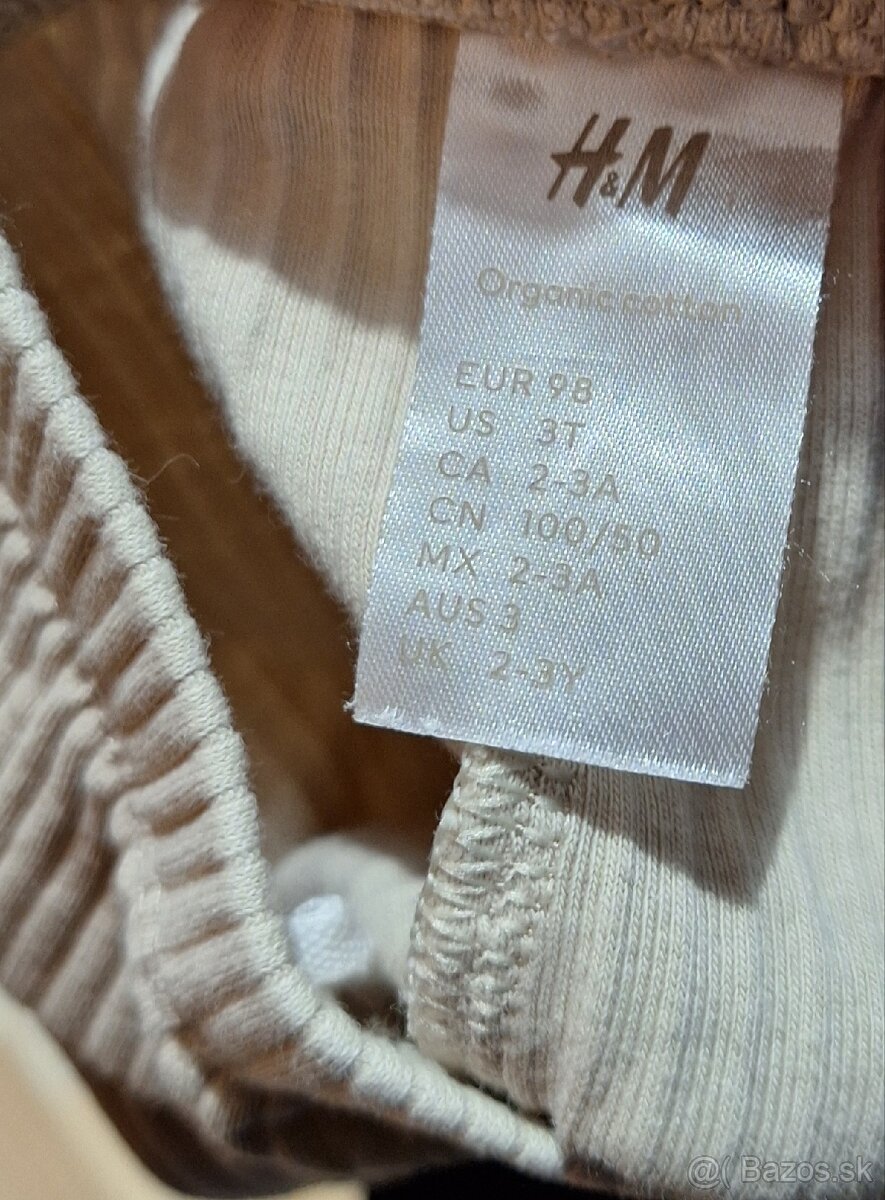 H&M
Organic cotton
EUR 98
US 3T
CA 2-3A
CN 100/50
MX 2-3A
AUS 3
UK 2-3Y
@( Bazos.sk